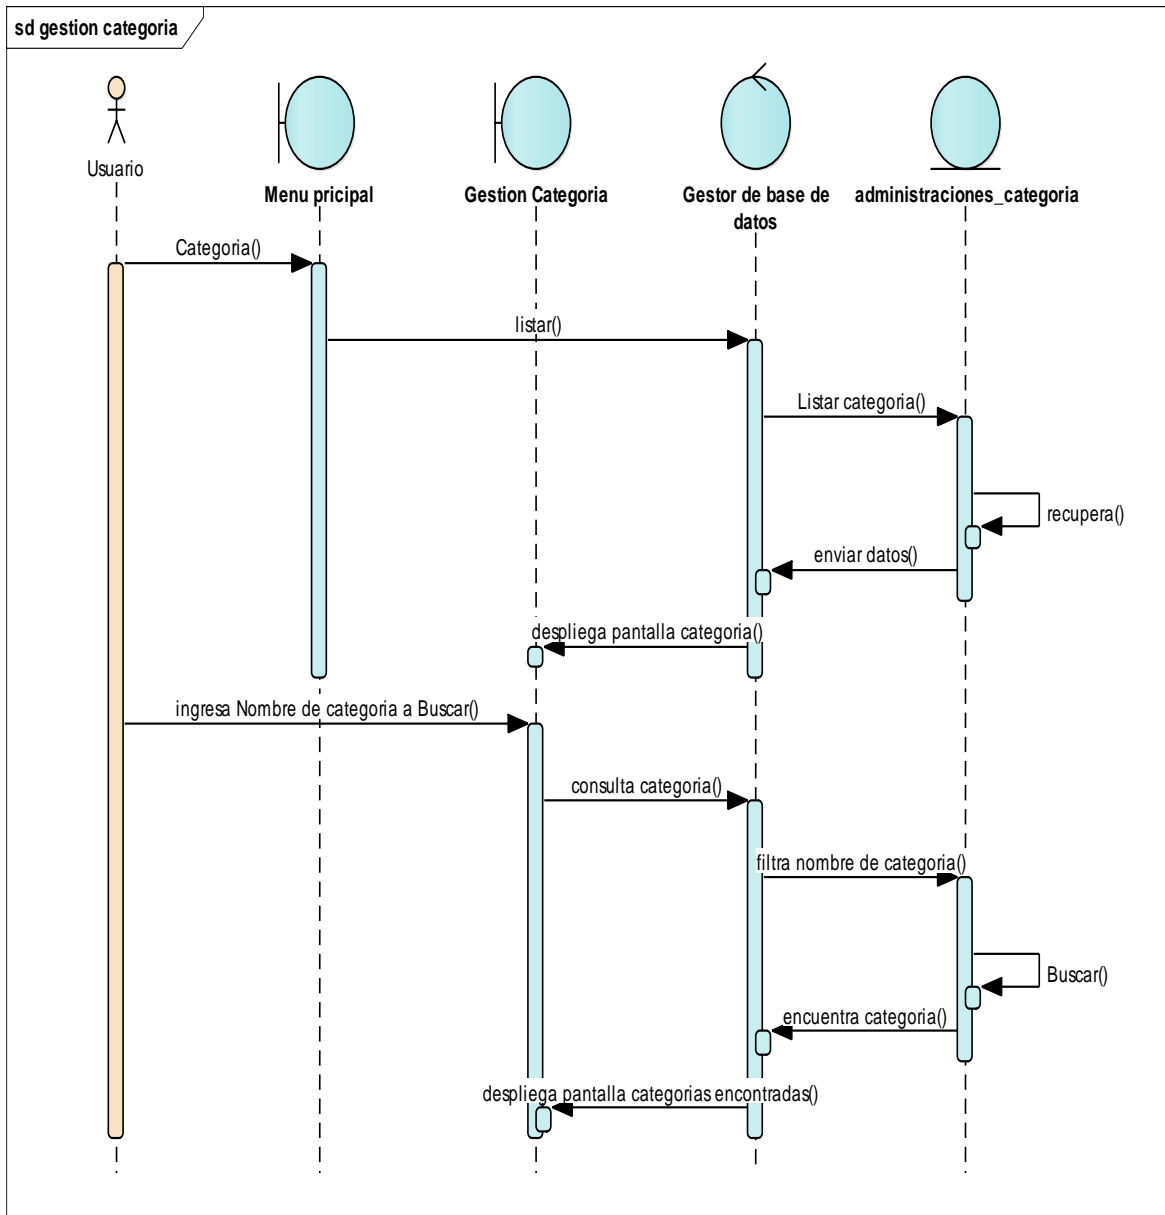 sd gestion categoria
Usuario
Menu pricipal
Gestion Categoria
Gestor de base de
datos
administraciones_categoria
Categoria()
listar()
Listar categoria()
recupera()
enviar datos()
despliega pantalla categoria()
ingresa Nombre de categoria a Buscar()
consulta categoria()
filtra nombre de categoria()
Buscar()
encuentra categoria()
despliega pantalla categorias encontradas()